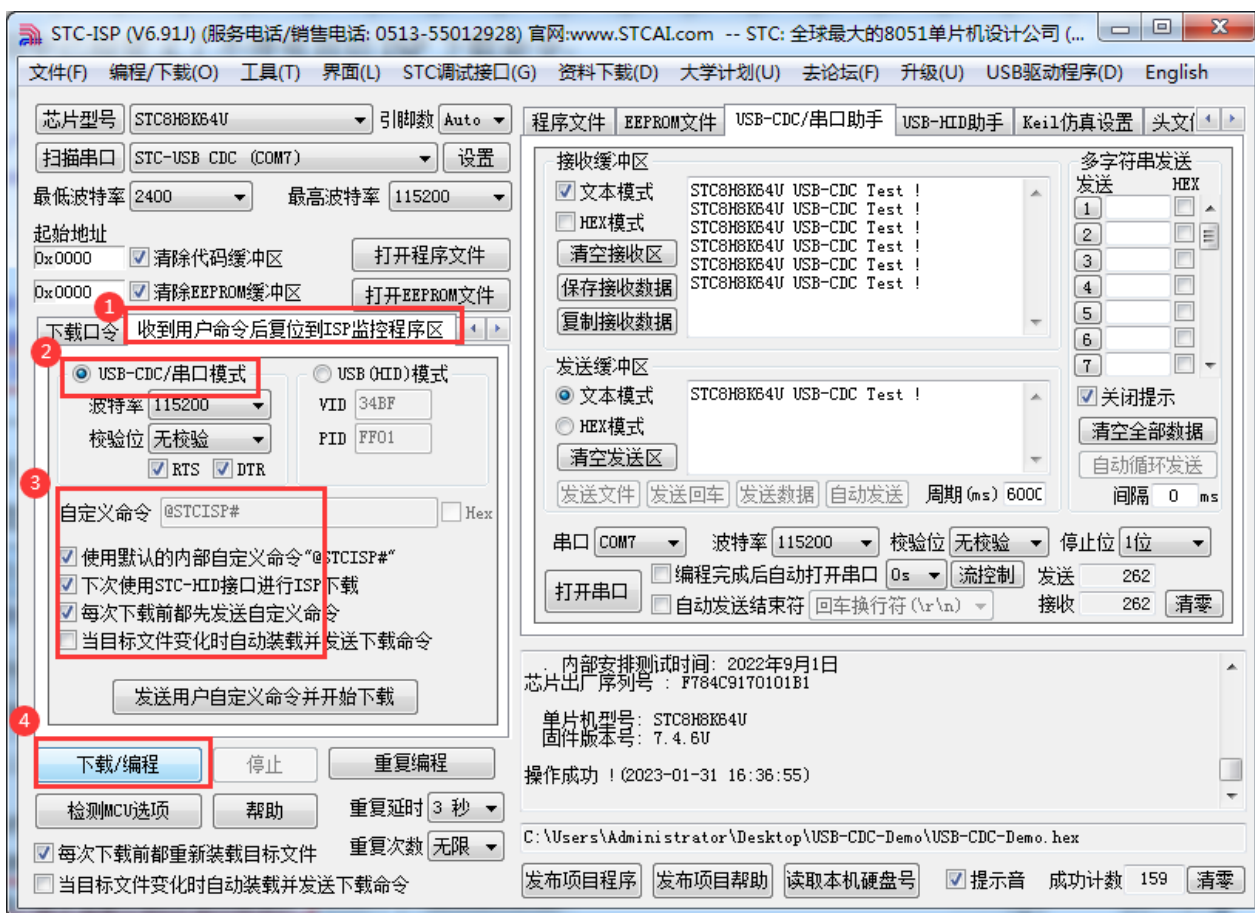 STC-ISP (V6.91J) (服务电话/销售电话: 0513-55012928) 官网:www.STCAI.com -- STC: 全球最大的8051单片机设计公司 (...
文件(F) 编程/下载(O) 工具(T) 界面(L) STC调试接口(G) 资料下载(D) 大学计划(U) 去论坛(F) 升级(U) USB驱动程序(D) English
芯片型号 STC8H8K64U 引脚数 Auto
扫描串口 STC-USB CDC (COM7) 设置
最低波特率 2400 最高波特率 115200
起始地址
0x0000 清除代码缓冲区 打开程序文件
0x0000 清除EEPROM缓冲区 打开EEPROM文件
1
下载口令 收到用户命令后复位到ISP监控程序区
2
USB-CDC/串口模式 USB(HID)模式
波特率 115200 VID 34BF
校验位 无校验 PID FF01
RTS DTR
3
自定义命令 @STCISP# Hex
使用默认的内部自定义命令"@STCISP#"
下次使用STC-HID接口进行ISP下载
每次下载前都先发送自定义命令
当目标文件变化时自动装载并发送下载命令
发送用户自定义命令并开始下载
4
下载/编程 停止 重复编程
检测MCU选项 帮助 重复延时 3 秒
每次下载前都重新装载目标文件 重复次数 无限
当目标文件变化时自动装载并发送下载命令
程序文件 EEPROM文件 USB-CDC/串口助手 USB-HID助手 Keil仿真设置
接收缓冲区
文本模式
HEX模式
清空接收区
保存接收数据
复制接收数据
STC8H8K64U USB-CDC Test !
STC8H8K64U USB-CDC Test !
STC8H8K64U USB-CDC Test !
STC8H8K64U USB-CDC Test !
STC8H8K64U USB-CDC Test !
STC8H8K64U USB-CDC Test !
发送缓冲区
文本模式 STC8H8K64U USB-CDC Test !
HEX模式
清空发送区
发送文件 发送回车 发送数据 自动发送 周期(ms)
多字符串发送
发送 HEX
1
2
3
4
5
6
7
关闭提示
清空全部数据
自动循环发送
间隔 0 ms
串口 COM7 波特率 115200 校验位 无校验 停止位 1位
打开串口 编程完成后自动打开串口 0s 流控制 发送 262
自动发送结束符 回车换行符(\r\n) 接收 262 清零
. 内部安排测试时间: 2022年9月1日
芯片出厂序列号 : F784C9170101B1
单片机型号: STC8H8K64U
固件版本号: 7.4.6U
操作成功 !(2023-01-31 16:36:55)
C:\Users\Administrator\Desktop\USB-CDC-Demo\USB-CDC-Demo.hex
发布项目程序 发布项目帮助 读取本机硬盘号 提示音 成功计数 159 清零